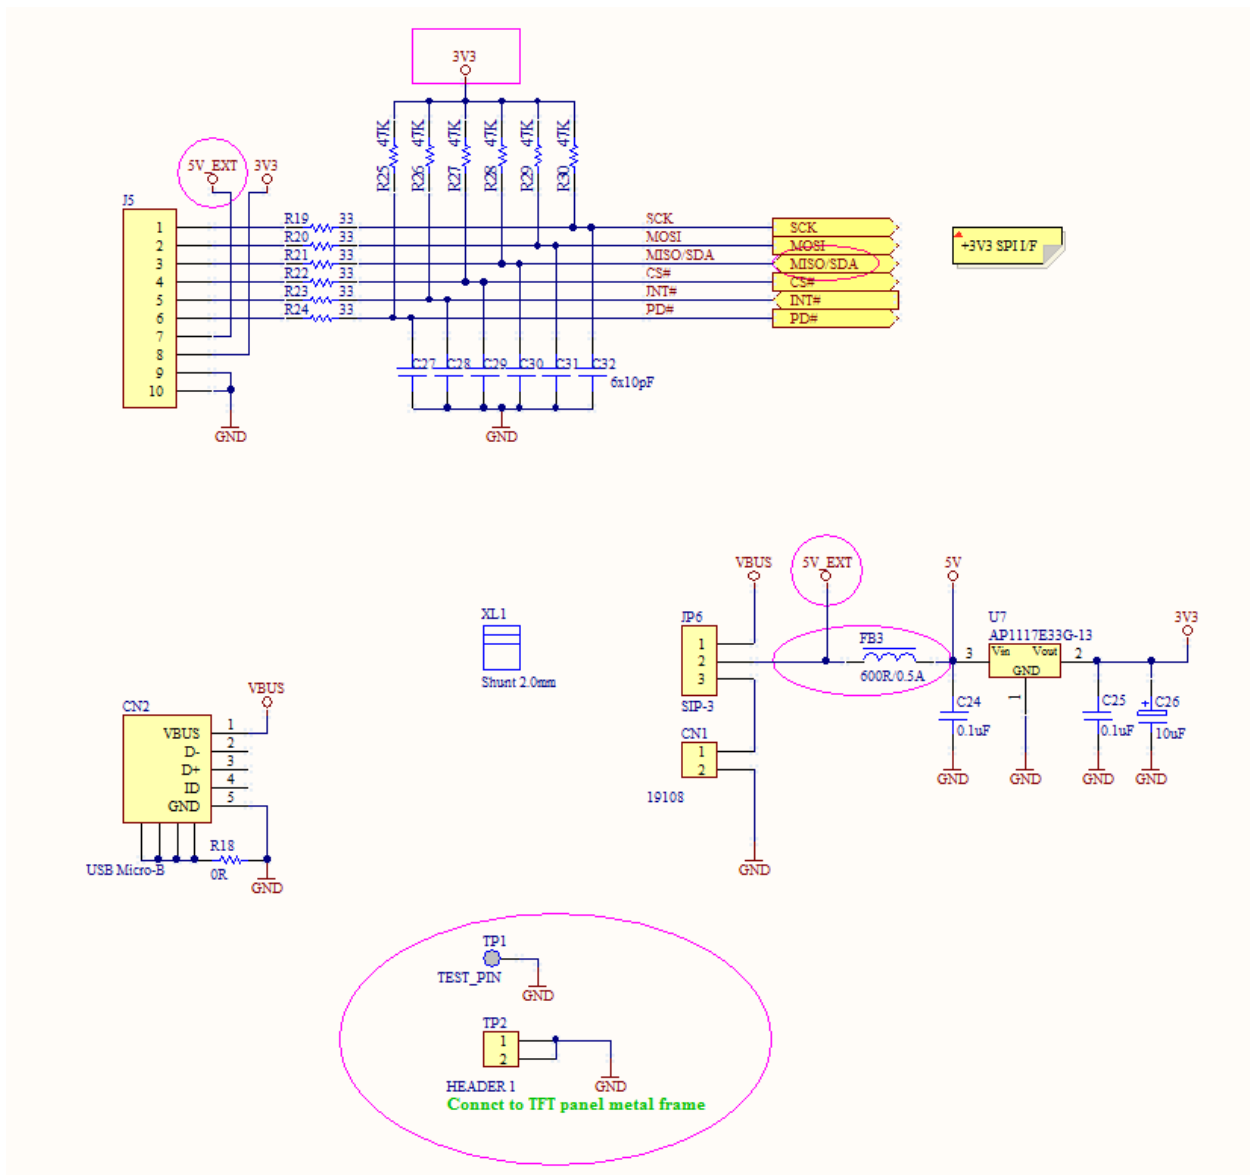 3V3
47K 47K 47K 47K 47K 47K
R25 R26 R27 R28 R29 R30
5V_EXT 3V3
J5
1 R19 33 SCK SCK
2 R20 33 MOSI MOSI
3 R21 33 MISO/SDA MISO/SDA
4 R22 33 CS# CS#
5 R23 33 INT# INT#
6 R24 33 PD# PD#
7
8
9
10
+3V3 SPI I/F
C27 C28 C29 C30 C31 C32
6x10pF
GND GND
VBUS 5V_EXT 5V
XL1
Shunt 2.0mm
JP6
1
2
3
SIP-3
FB3
600R/0.5A
U7
AP1117E33G-13
3 Vin Vout 2
GND
1
3V3
C24
0.1uF
C25
0.1uF
+
C26
10uF
GND GND GND GND
CN1
1
2
19108
GND
VBUS
CN2
VBUS 1
D- 2
D+ 3
ID 4
GND 5
R18
USB Micro-B 0R
GND
TP1
TEST_PIN
GND
TP2
1
2
HEADER 1 GND
Connct to TFT panel metal frame